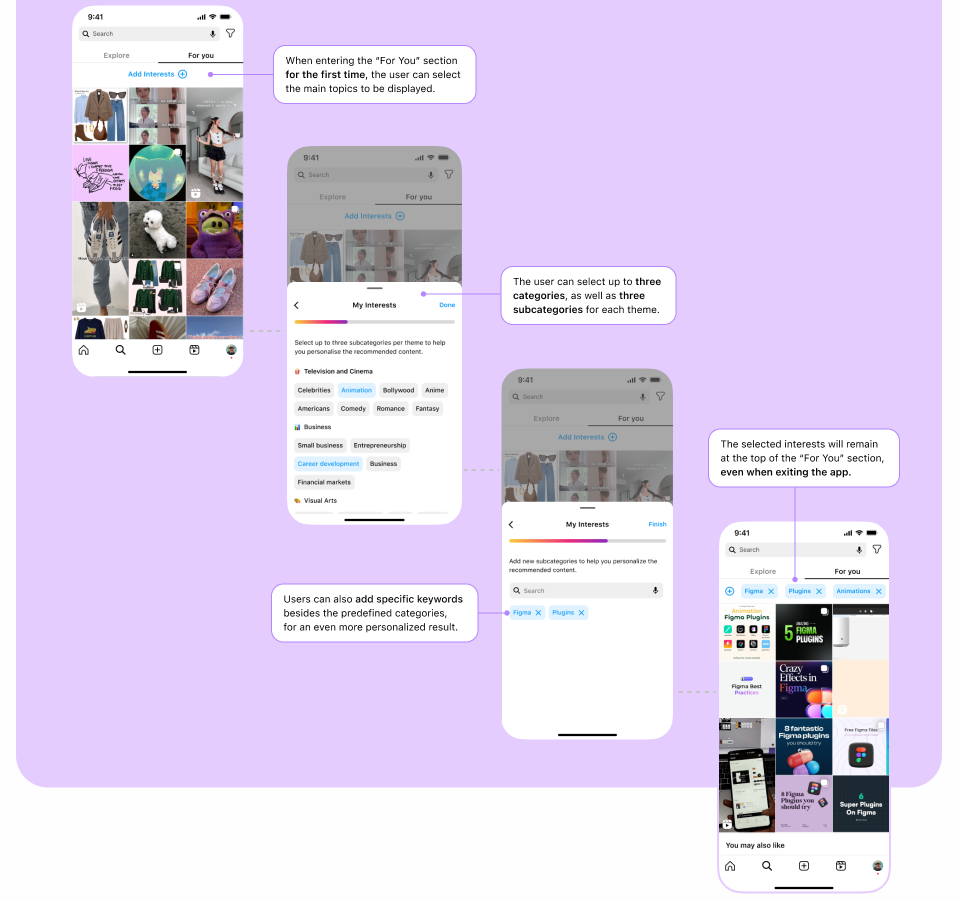 9:41
Search
Explore
For you
Add Interests
When entering the “For You” section
for the first time, the user can select
the main topics to be displayed.
9:41
Search
Explore
For you
Add Interests
The user can select up to three
categories, as well as three
subcategories for each theme.
My Interests
Done
Select up to three subcategories per theme to help
you personalise the recommended content.
Television and Cinema
Celebrities
Animation
Bollywood
Anime
Americans
Comedy
Romance
Fantasy
Business
Small business
Entrepreneurship
Career development
Business
Financial markets
Visual Arts
9:41
Search
Explore
For you
Add Interests
My Interests
Finish
Add new subcategories to help you personalize the
recommended content.
Search
Figma
Plugins
Users can also add specific keywords
besides the predefined categories,
for an even more personalized result.
The selected interests will remain
at the top of the “For You” section,
even when exiting the app.
9:41
Search
Explore
For you
Figma
Plugins
Animations
Animation
Figma Plugins
5 FIGMA
PLUGINS
Figma Best
Practices
Crazy
Effects in
Figma
8 fantastic
Figma plugins
you should try
Free Figma Files
8 Figma
Plugins you
should try
6
Super Plugins
On Figma
You may also like